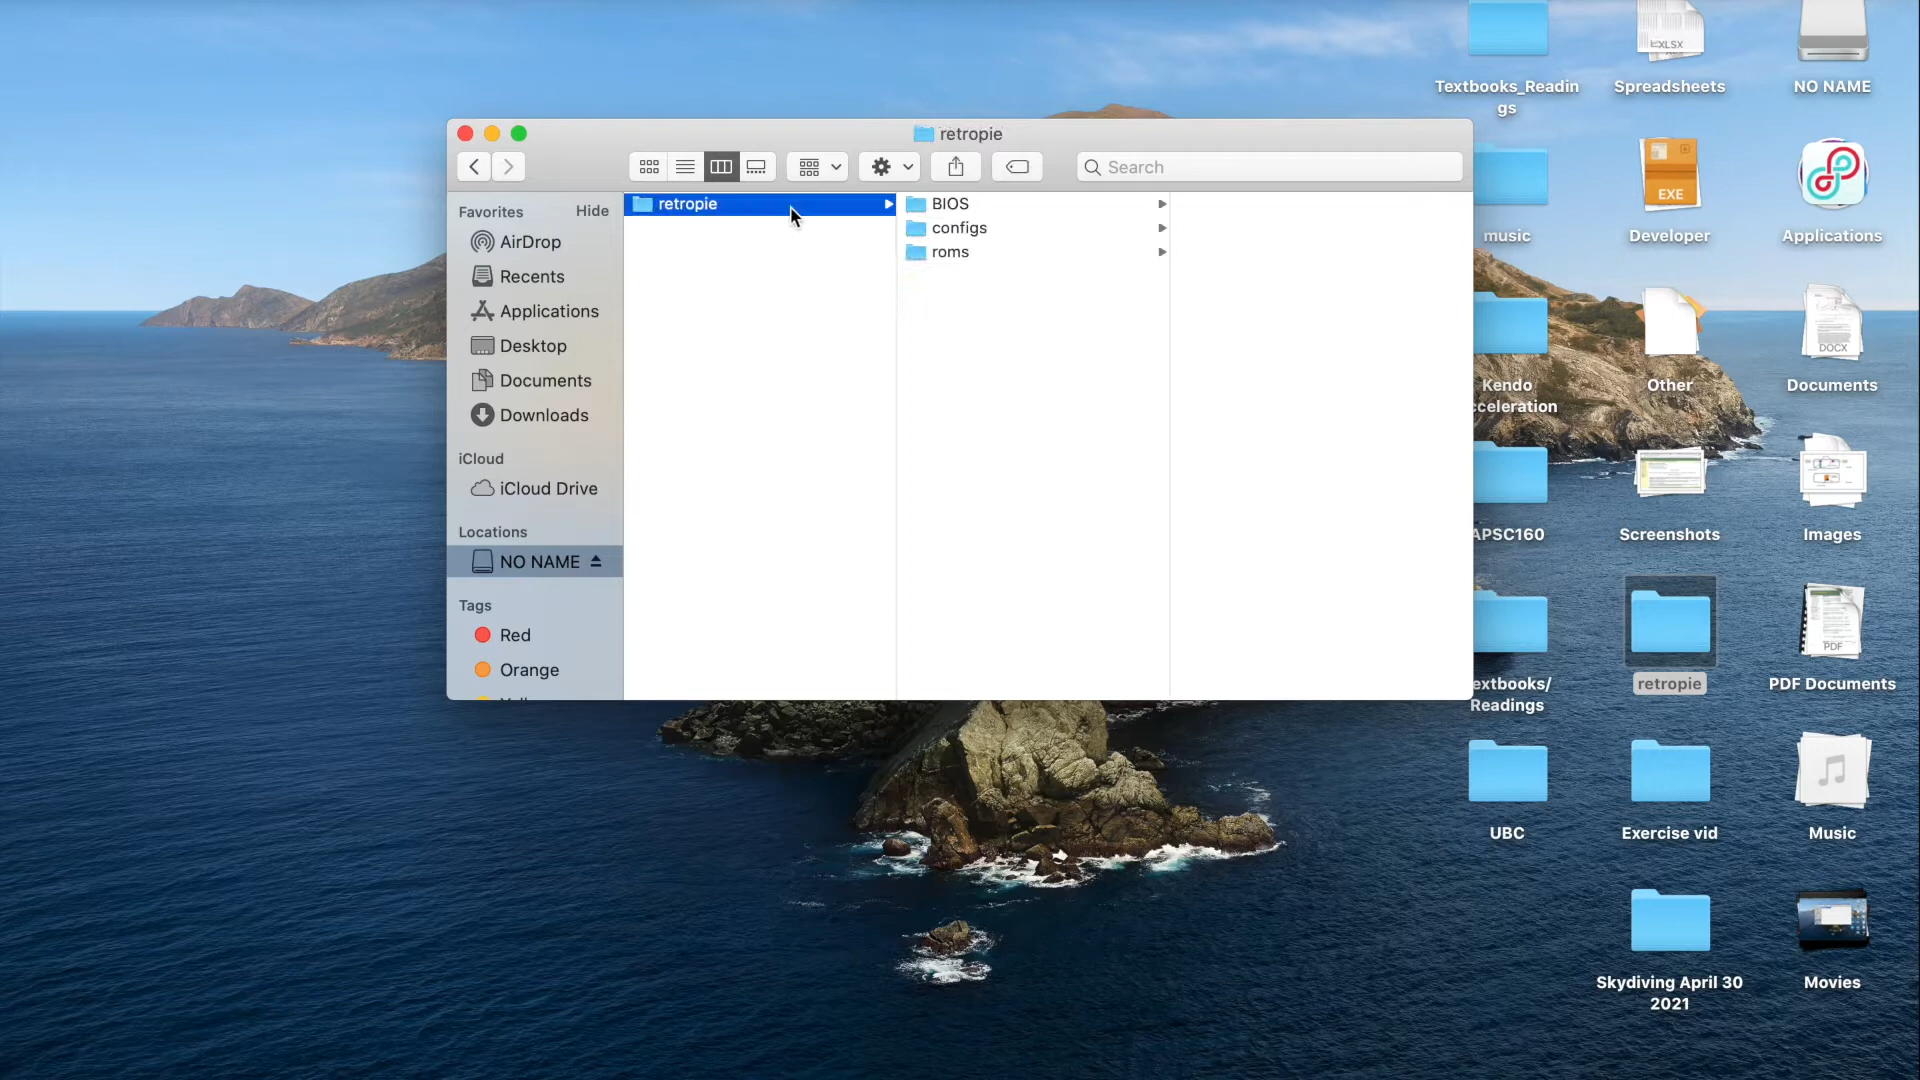 retropie
Search
Favorites
Hide
AirDrop
Recents
Applications
Desktop
Documents
Downloads
iCloud
iCloud Drive
Locations
NO NAME
Tags
Red
Orange
retropie
BIOS
configs
roms
Textbooks_Readin
gs
Spreadsheets
XLSX
NO NAME
music
EXE
Developer
Applications
Kendo
cceleration
Other
DOCX
Documents
APSC160
Screenshots
Images
extbooks/
Readings
retropie
PDF
PDF Documents
UBC
Exercise vid
Music
Skydiving April 30
2021
Movies